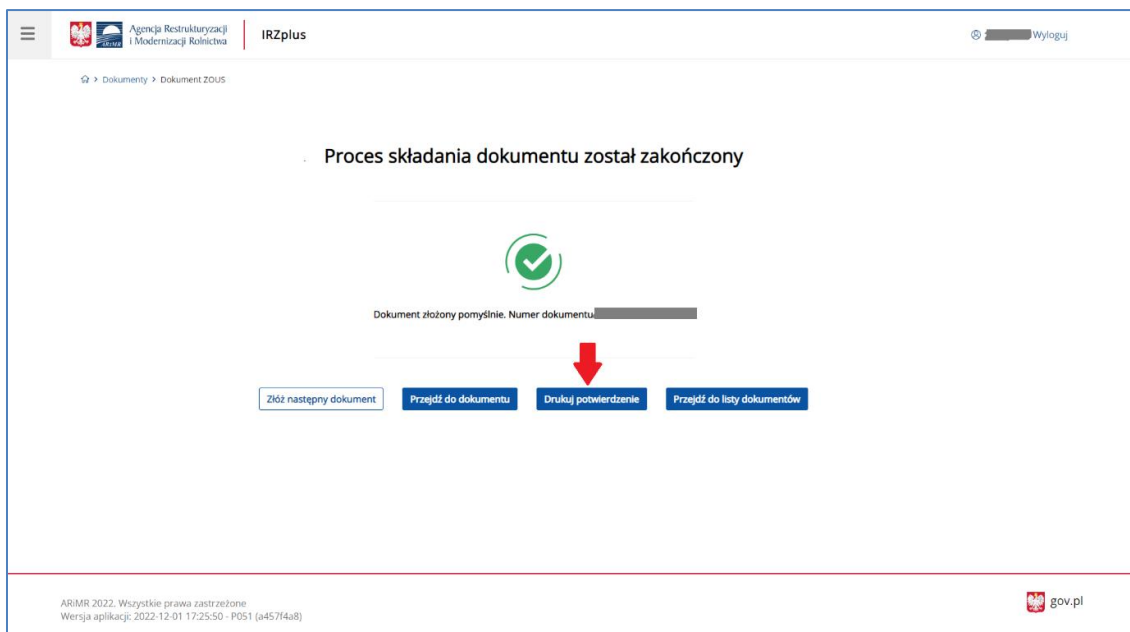 Agencja Restrukturyzacji
i Modernizacji Rolnictwa
ARiMR
IRZplus
Wyloguj
Dokumenty > Dokument ZOUS
Proces składania dokumentu został zakończony
Dokument złożony pomyślnie. Numer dokumentu
Złóż następny dokument
Przejdź do dokumentu
Drukuj potwierdzenie
Przejdź do listy dokumentów
ARiMR 2022. Wszystkie prawa zastrzeżone
Wersja aplikacji: 2022-12-01 17:25:50 - P051 (a457f4a8)
gov.pl